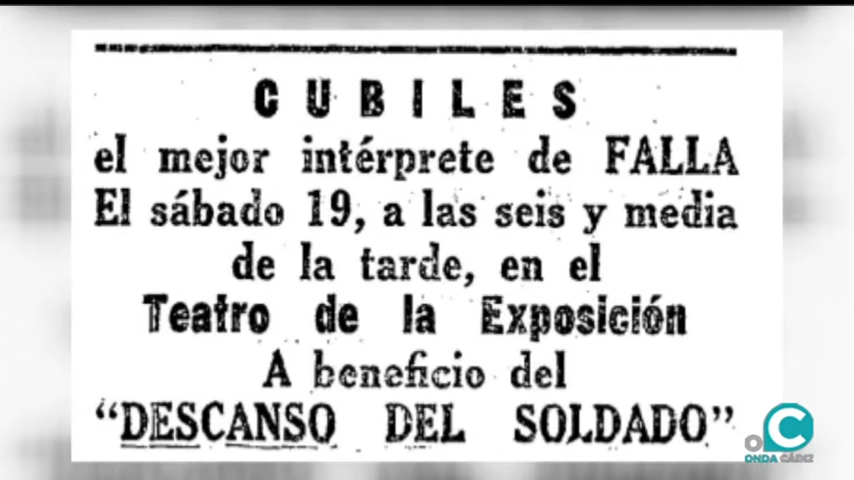 CUBILES
el mejor intérprete de FALLA
El sábado 19, a las seis y media
de la tarde, en el
Teatro de la Exposición
A beneficio del
“DESCANSO DEL SOLDADO”
ONDA CÁDIZ